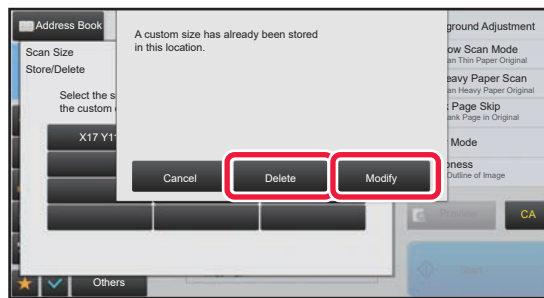 Address Book
A custom size has already been stored
in this location.
Scan Size
Store/Delete
Select the s
the custom
X17 Y11
Cancel
Delete
Modify
ground Adjustment
ow Scan Mode
an Thin Paper Original
eavy Paper Scan
an Heavy Paper Original
Page Skip
ank Page in Original
Mode
pness
Outline of Image
Preview
CA
Start
Others